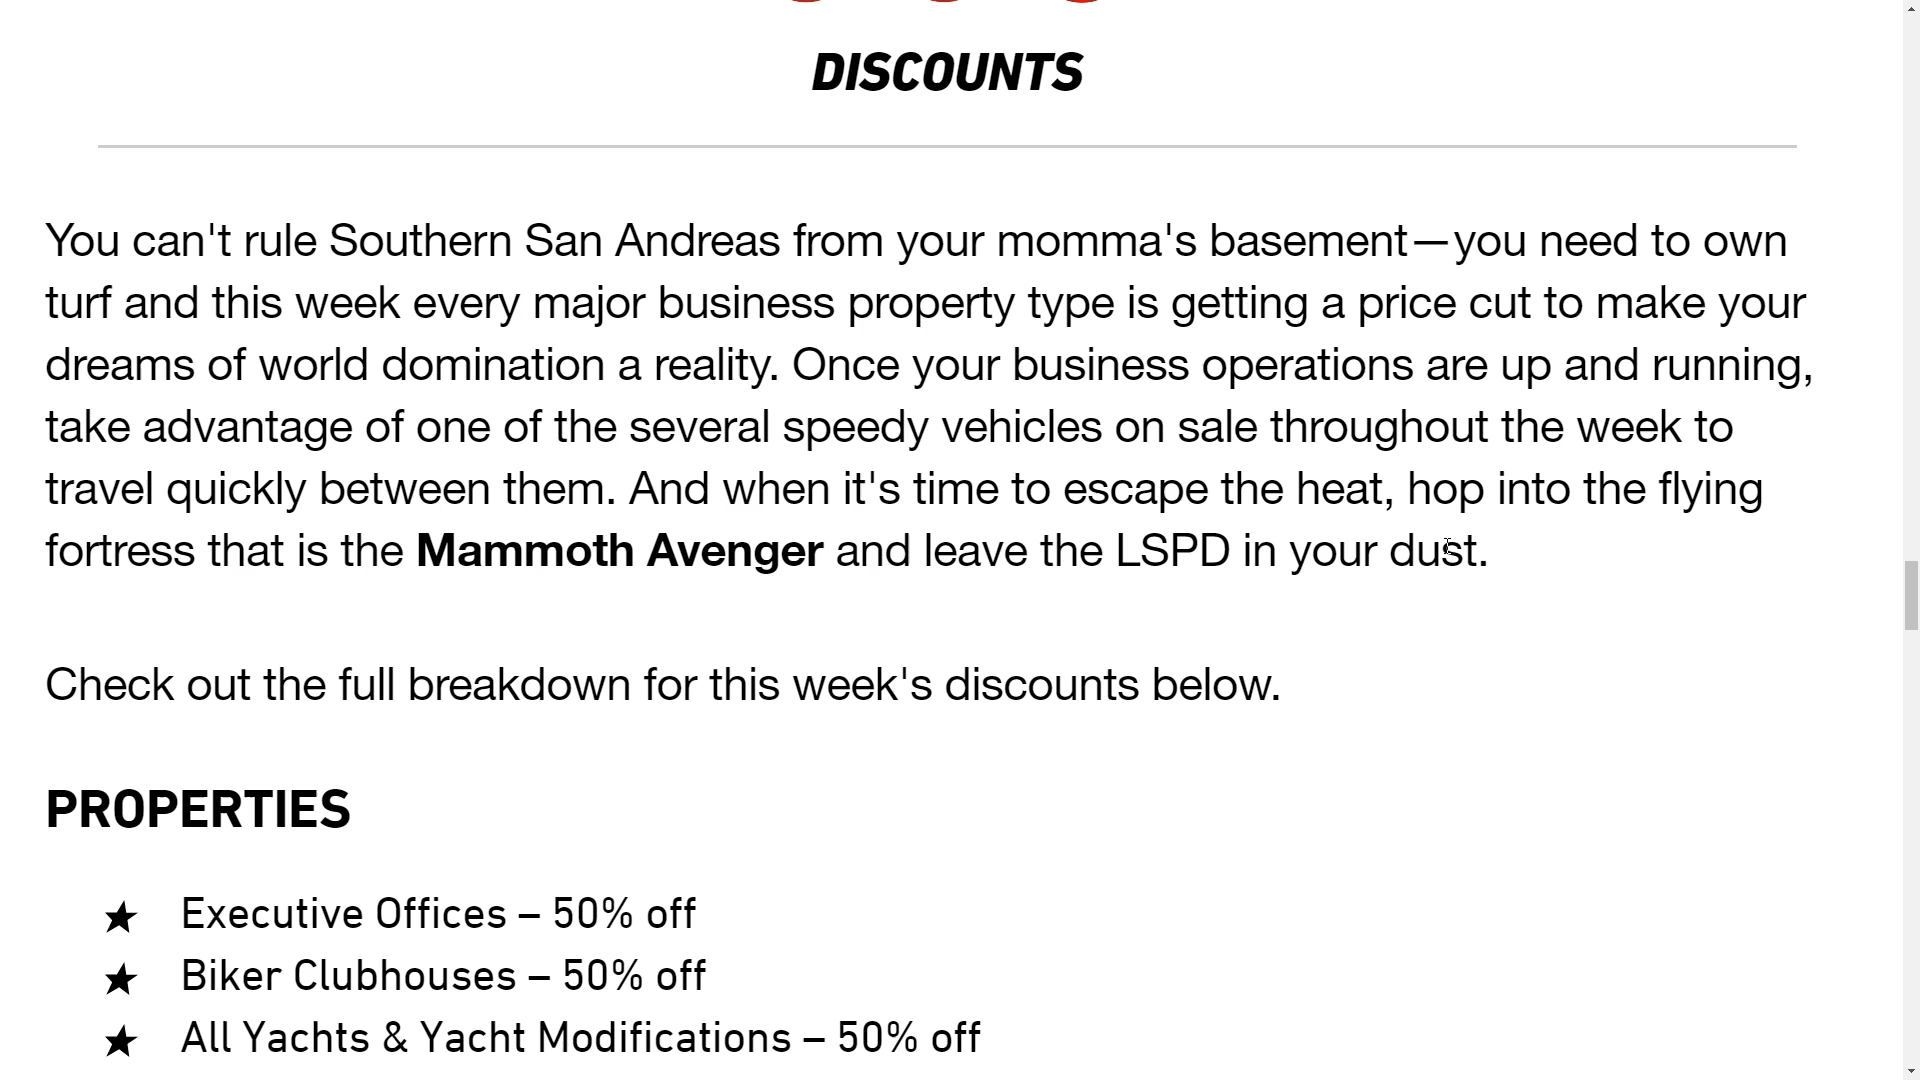 DISCOUNTS
You can't rule Southern San Andreas from your momma's basement—you need to own
turf and this week every major business property type is getting a price cut to make your
dreams of world domination a reality. Once your business operations are up and running,
take advantage of one of the several speedy vehicles on sale throughout the week to
travel quickly between them. And when it's time to escape the heat, hop into the flying
fortress that is the Mammoth Avenger and leave the LSPD in your dust.
Check out the full breakdown for this week's discounts below.
PROPERTIES
★ Executive Offices – 50% off
★ Biker Clubhouses – 50% off
★ All Yachts & Yacht Modifications – 50% off